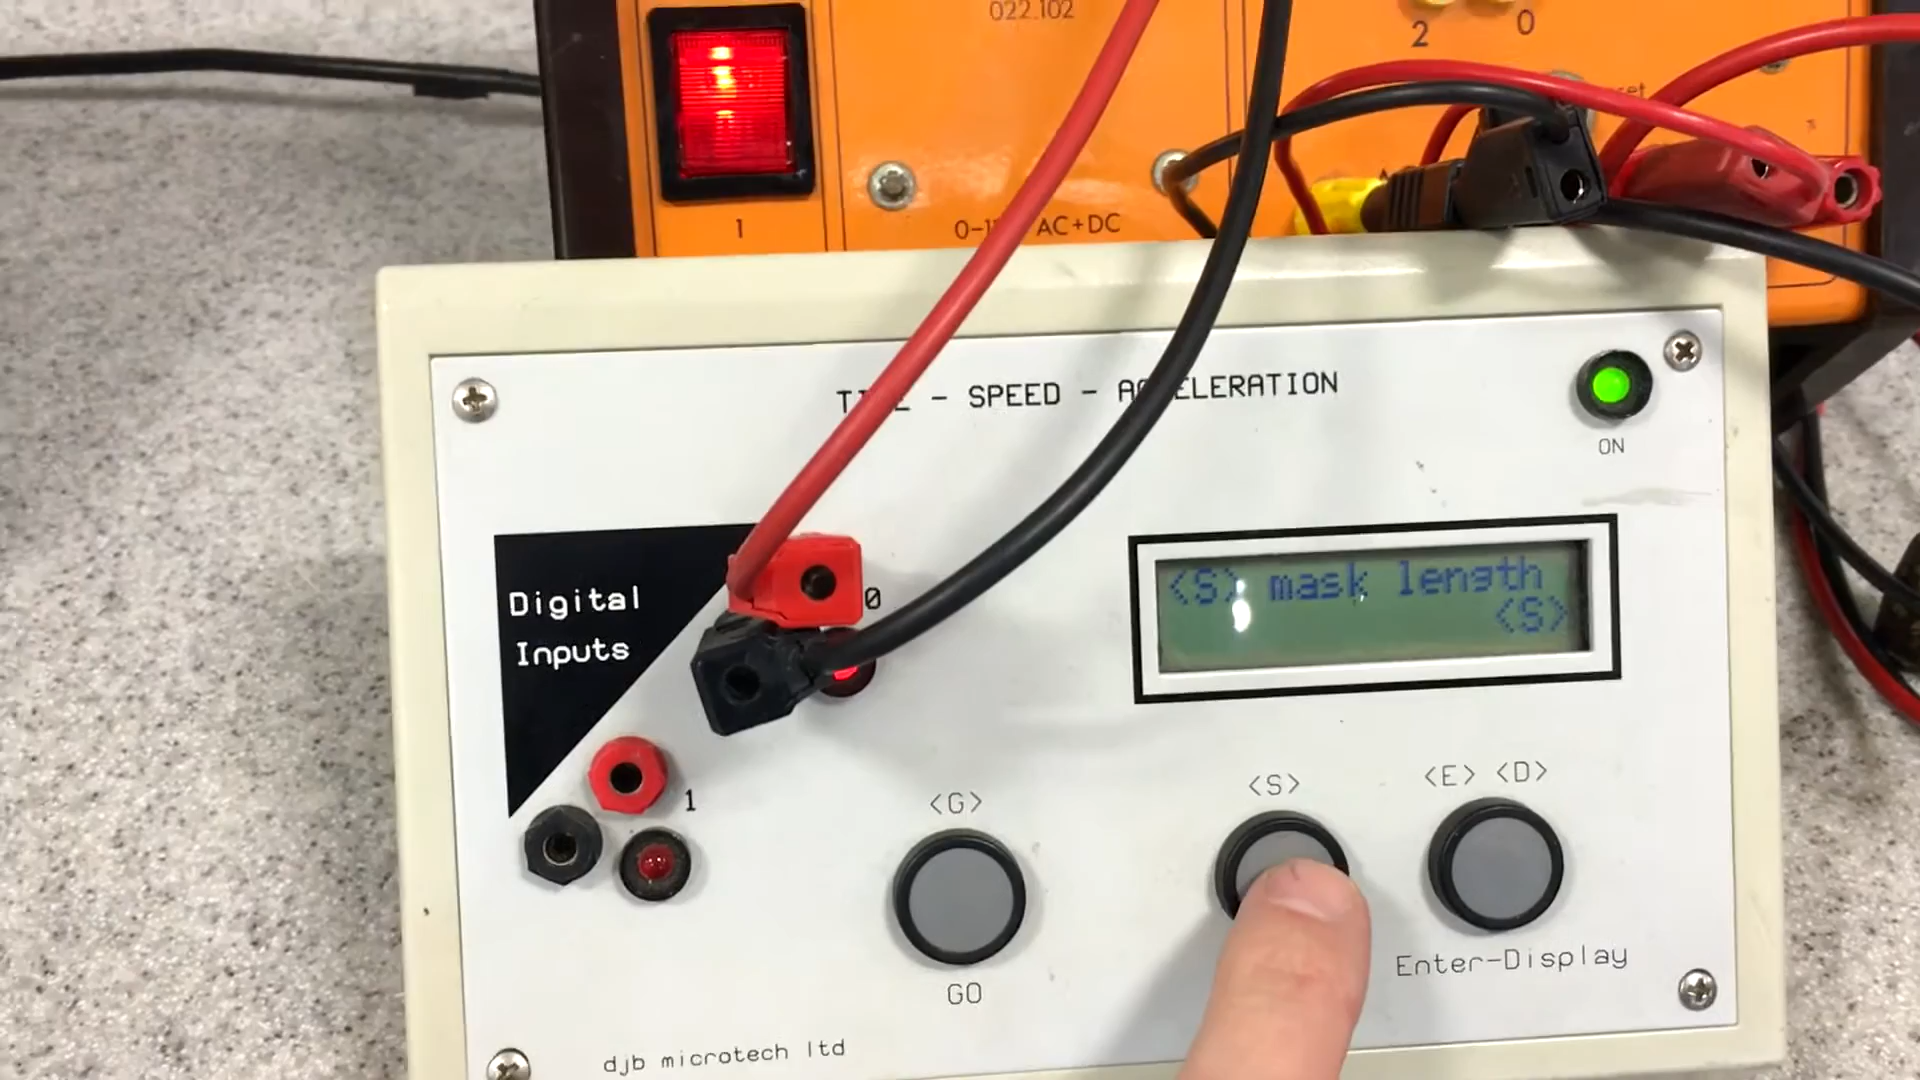 022.102
2 0
1
AC+DC
- SPEED -
ON
Digital
Inputs
0
<S> mask length
<S>
1
<G>
<S>
<E> <D>
GO
Enter-Display
djb microtech ltd